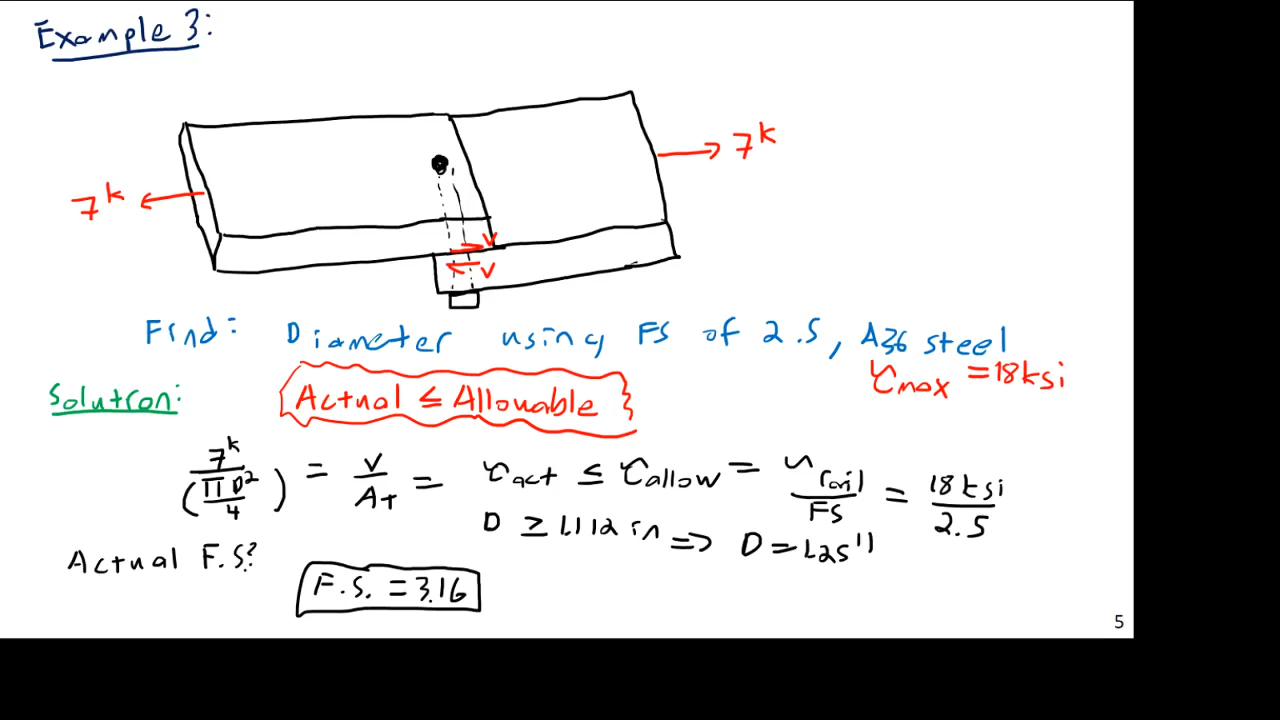 Example 3:
7k
7k
V
V
Find: Diameter using FS of 2.5, A36 steel
τmax = 18ksi
Solution: Actual ≤ Allowable
7k / (πD²/4) = V / Aτ = τact ≤ τallow = τfail / FS = 18ksi / 2.5
D ≥ 1.112 in => D = 1.25"
Actual F.S.? F.S. = 3.16
5